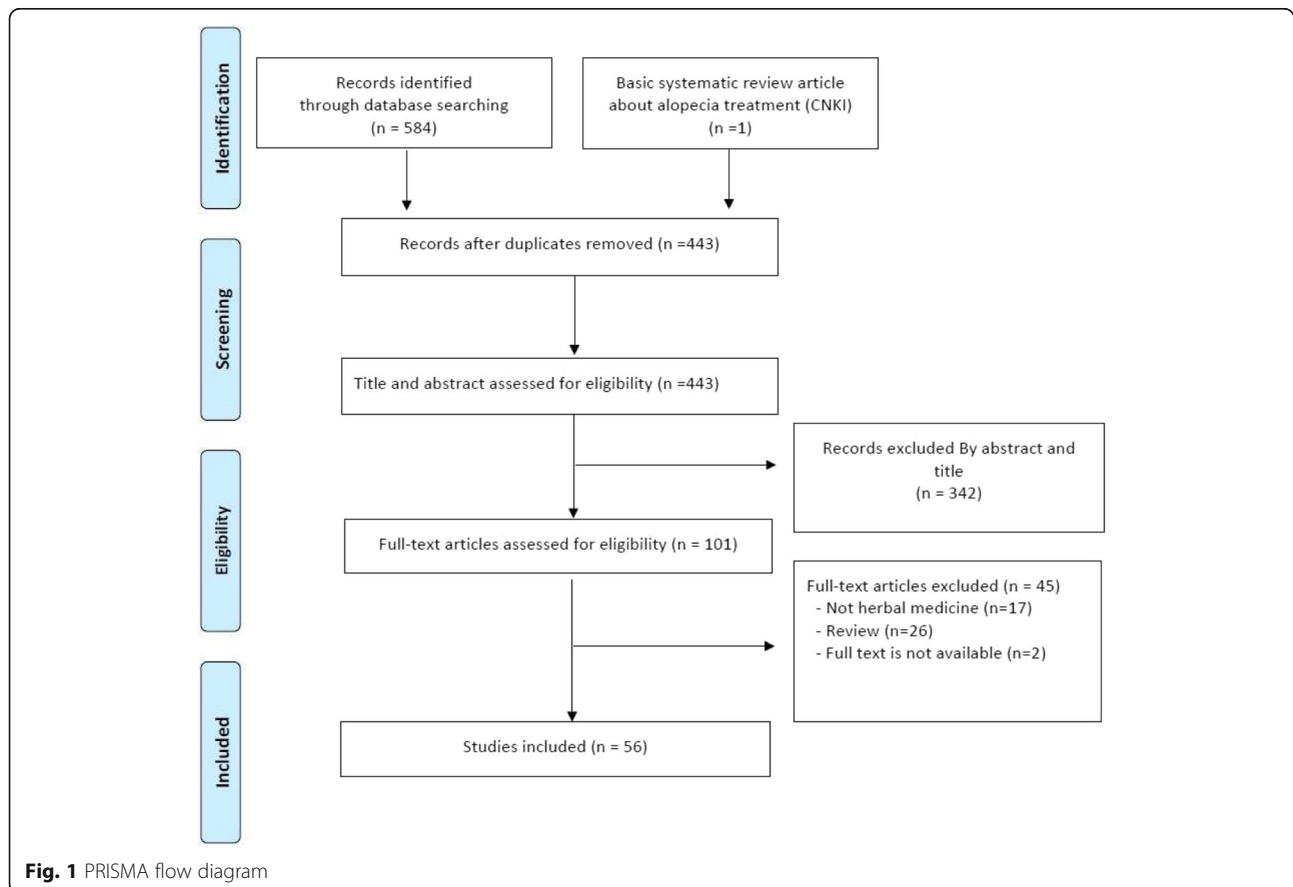 Identification
Records identified
through database searching
(n = 584)
Basic systematic review article
about alopecia treatment (CNKI)
(n =1)
Screening
Records after duplicates removed (n =443)
Title and abstract assessed for eligibility (n =443)
Records excluded By abstract and
title
(n = 342)
Eligibility
Full-text articles assessed for eligibility (n = 101)
Full-text articles excluded (n = 45)
- Not herbal medicine (n=17)
- Review (n=26)
- Full text is not available (n=2)
Included
Studies included (n = 56)
Fig. 1 PRISMA flow diagram